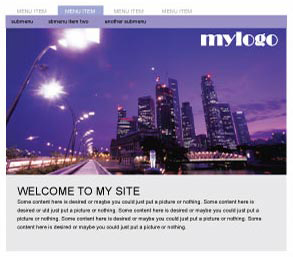 MENU ITEM MENU ITEM MENU ITEM MENU ITEM
submenu sbmenu item two another submenu
mylogo
WELCOME TO MY SITE
Some content here is desired or maybe you could just put a picture or nothing. Some content here is
desired or uld just put a picture or nothing. Some content here is desired or maybe you could just put a
picture or nothing. Some content here is desired or maybe you could just put a picture or nothing. Some
content here is desired or maybe you could just put a picture or nothing.